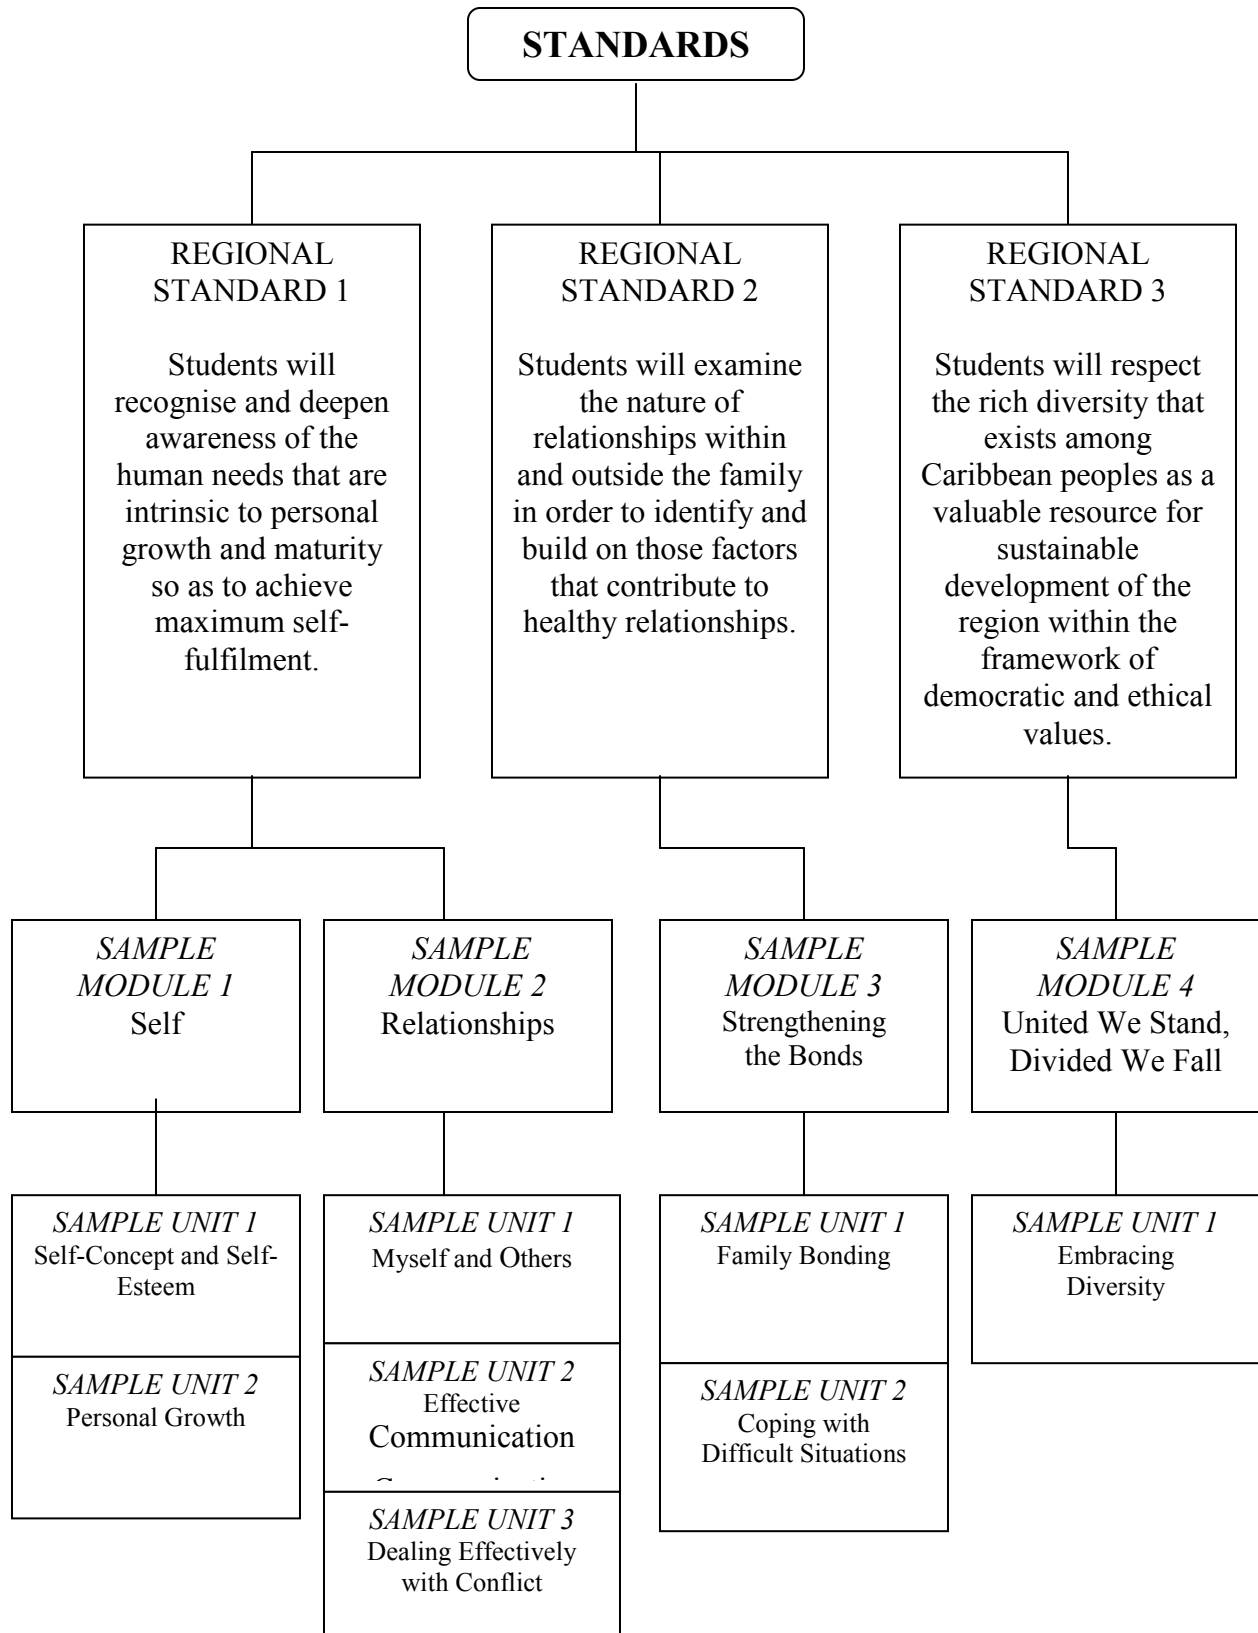 STANDARDS
REGIONAL
STANDARD 1
Students will
recognise and deepen
awareness of the
human needs that are
intrinsic to personal
growth and maturity
so as to achieve
maximum self-
fulfilment.
REGIONAL
STANDARD 2
Students will examine
the nature of
relationships within
and outside the family
in order to identify and
build on those factors
that contribute to
healthy relationships.
REGIONAL
STANDARD 3
Students will respect
the rich diversity that
exists among
Caribbean peoples as a
valuable resource for
sustainable
development of the
region within the
framework of
democratic and ethical
values.
SAMPLE
MODULE 1
Self
SAMPLE
MODULE 2
Relationships
SAMPLE
MODULE 3
Strengthening
the Bonds
SAMPLE
MODULE 4
United We Stand,
Divided We Fall
SAMPLE UNIT 1
Self-Concept and Self-
Esteem
SAMPLE UNIT 2
Personal Growth
SAMPLE UNIT 1
Myself and Others
SAMPLE UNIT 2
Effective
Communication
SAMPLE UNIT 3
Dealing Effectively
with Conflict
SAMPLE UNIT 1
Family Bonding
SAMPLE UNIT 2
Coping with
Difficult Situations
SAMPLE UNIT 1
Embracing
Diversity